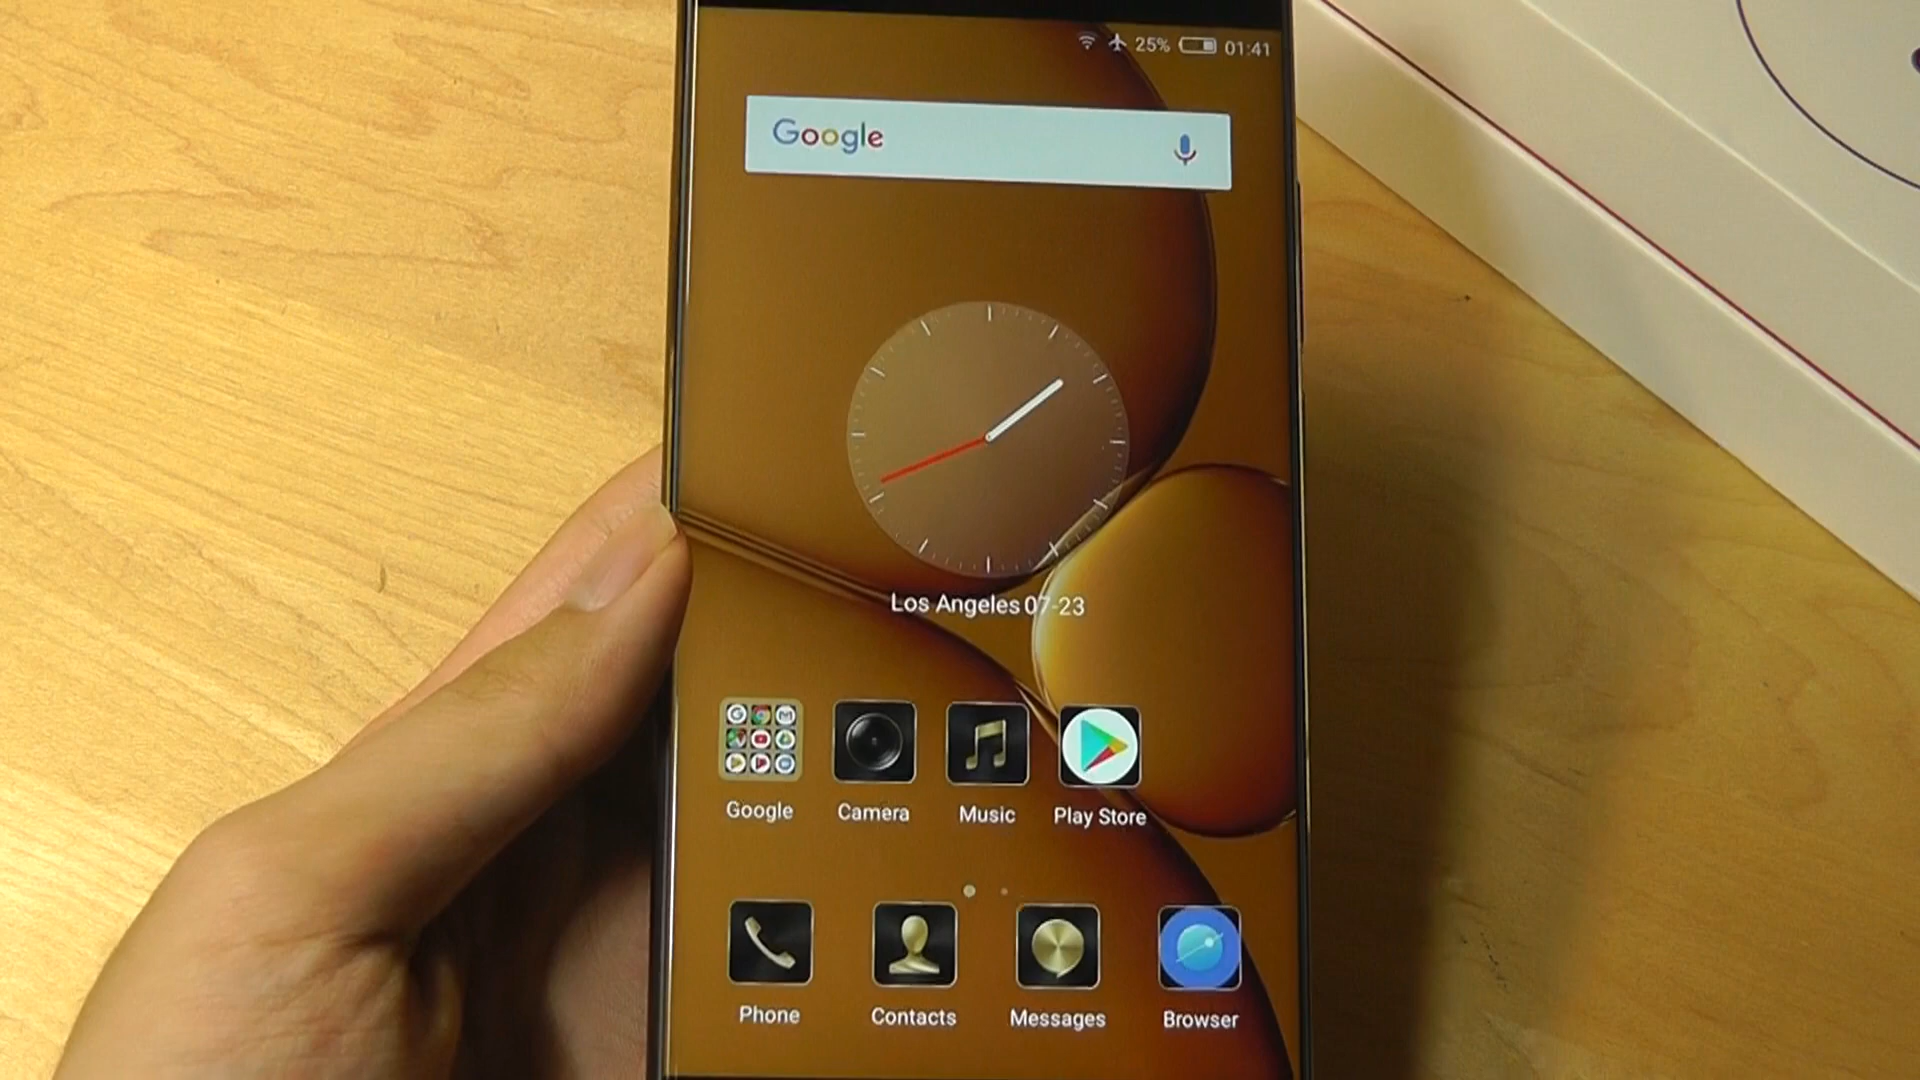 25% 01:41
Google
Los Angeles 07-23
Google Camera Music Play Store
Phone Contacts Messages Browser